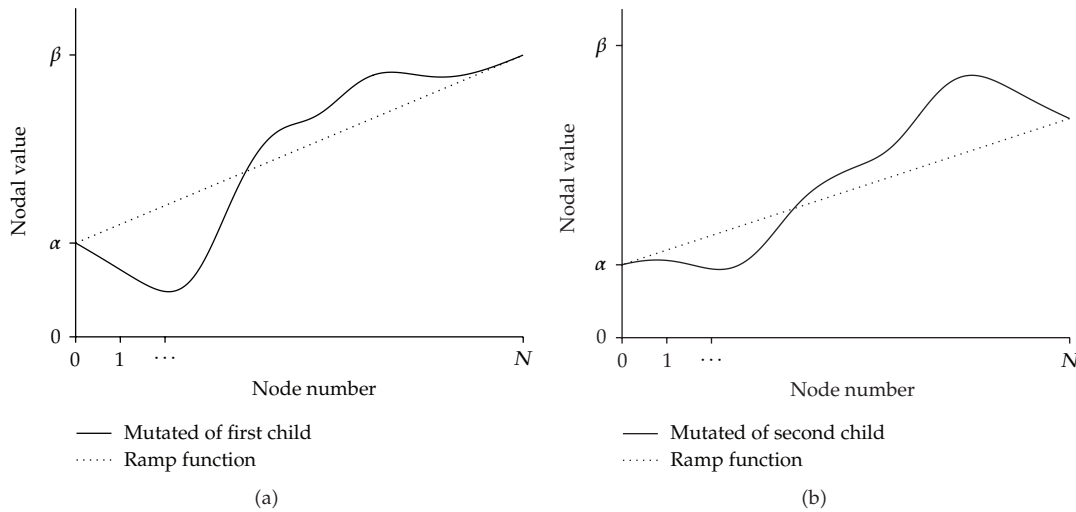 β
α
0
Nodal value
0 1 ··· N
Node number
Mutated of first child
Ramp function
(a)
β
α
0
Nodal value
0 1 ··· N
Node number
Mutated of second child
Ramp function
(b)